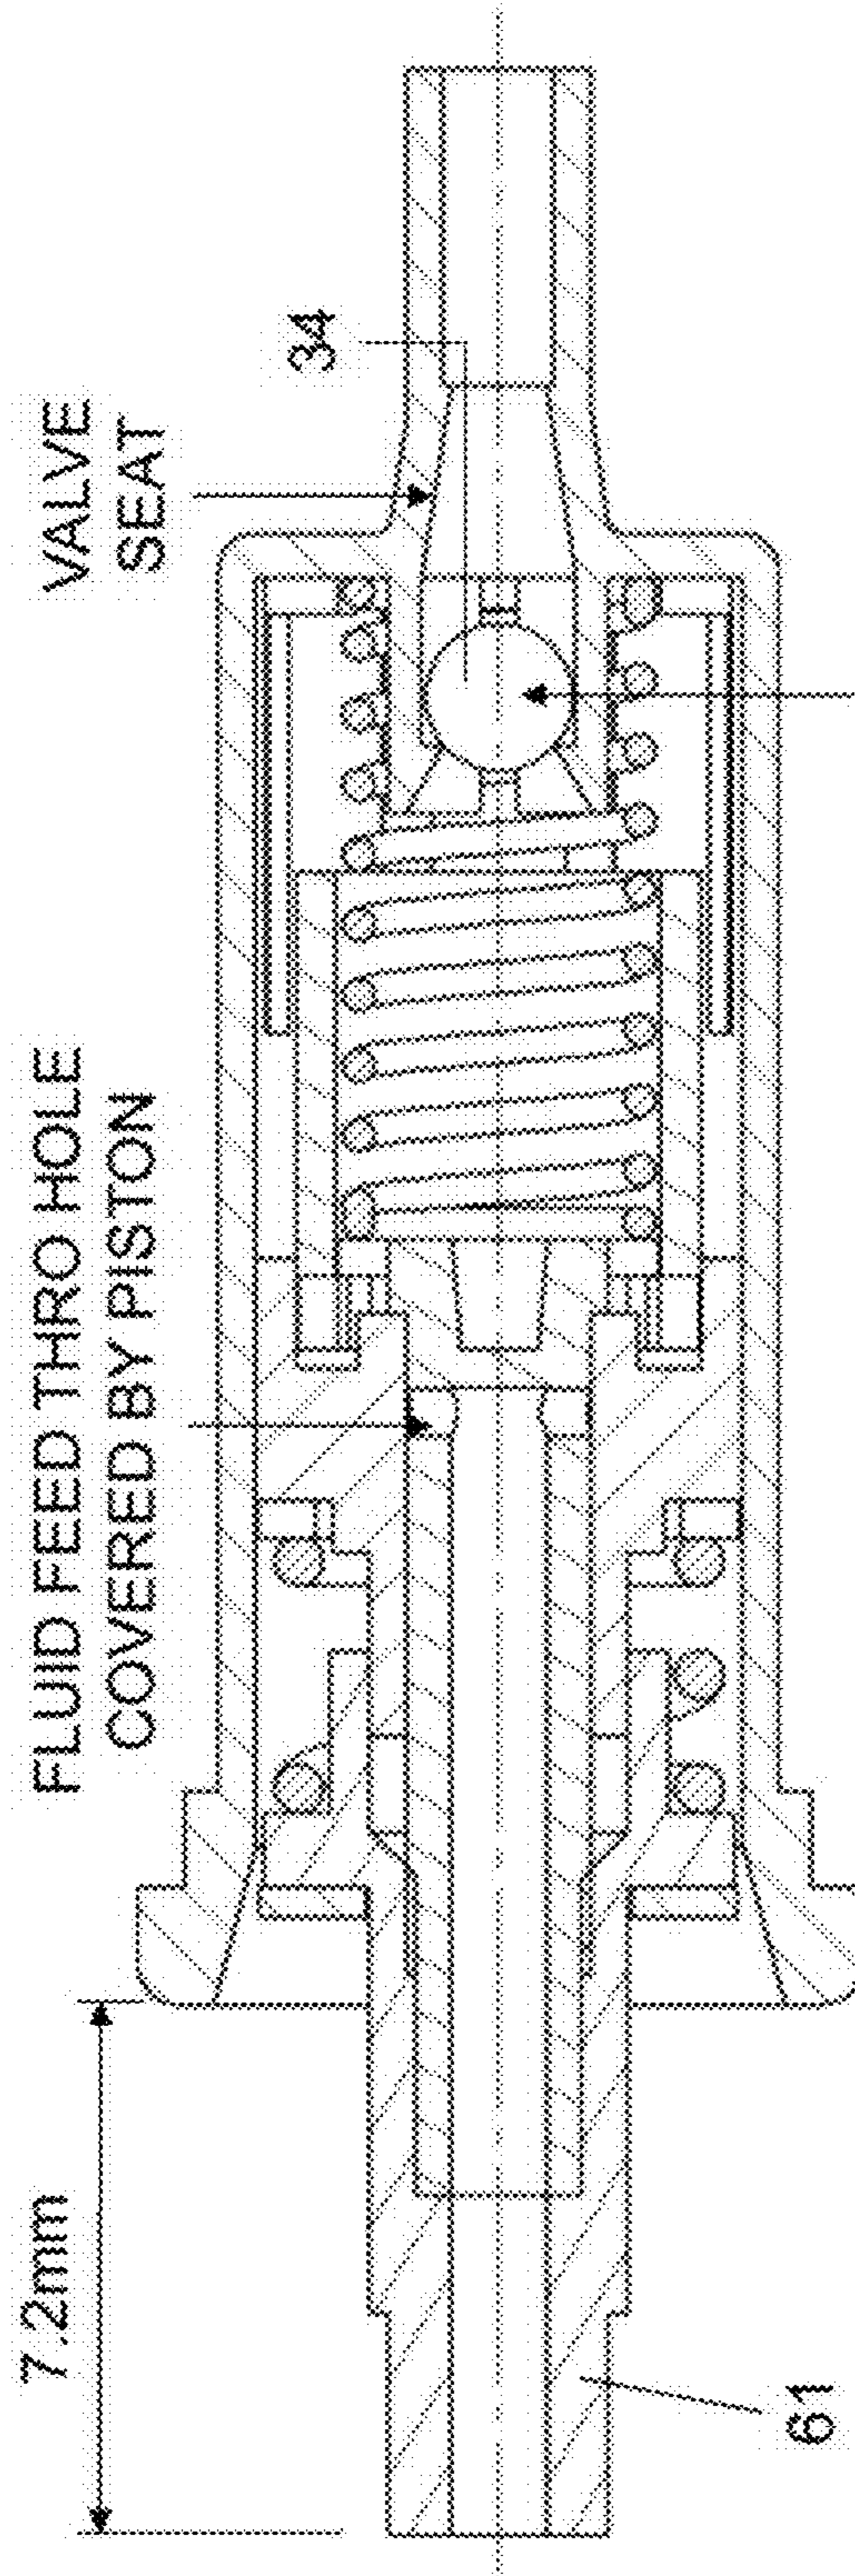 VALVE
SEAT
34
FLUID FEED THRO HOLE
COVERED BY PISTON
7.2mm
61